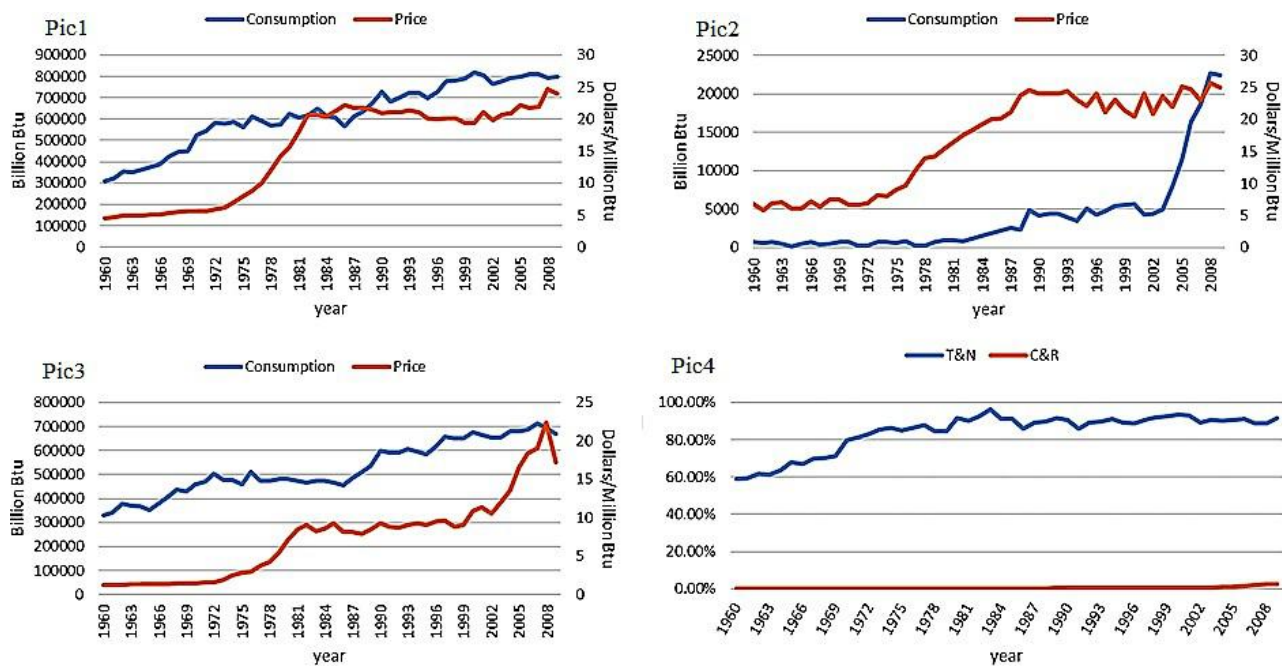 Pic1
Consumption Price
900000 30
800000 25
700000
600000 20
500000 15
400000
300000 10
200000 5
100000
0 0
Billion Btu
Dollars/Million Btu
1960 1963 1966 1969 1972 1975 1978 1981 1984 1987 1990 1993 1996 1999 2002 2005 2008
year
Pic2
Consumption Price
25000 30
20000 25
15000 20
10000 15
5000 10
0 5
0
Billion Btu
Dollars/Million Btu
1960 1963 1966 1969 1972 1975 1978 1981 1984 1987 1990 1993 1996 1999 2002 2005 2008
year
Pic3
Consumption Price
800000 25
700000 20
600000
500000 15
400000
300000 10
200000 5
100000
0 0
Billion Btu
Dollars/Million Btu
1960 1963 1966 1969 1972 1975 1978 1981 1984 1987 1990 1993 1996 1999 2002 2005 2008
year
Pic4
T&N C&R
100.00%
80.00%
60.00%
40.00%
20.00%
0.00%
1960 1963 1966 1969 1972 1975 1978 1981 1984 1987 1990 1993 1996 1999 2002 2005 2008
year